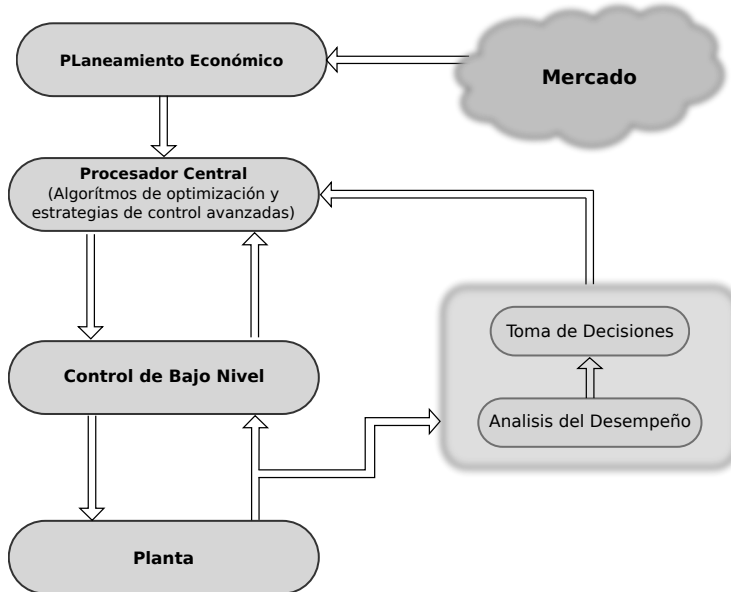 PLaneamiento Económico
Mercado
Procesador Central
(Algorítmos de optimización y
estrategias de control avanzadas)
Toma de Decisiones
Control de Bajo Nivel
Analisis del Desempeño
Planta